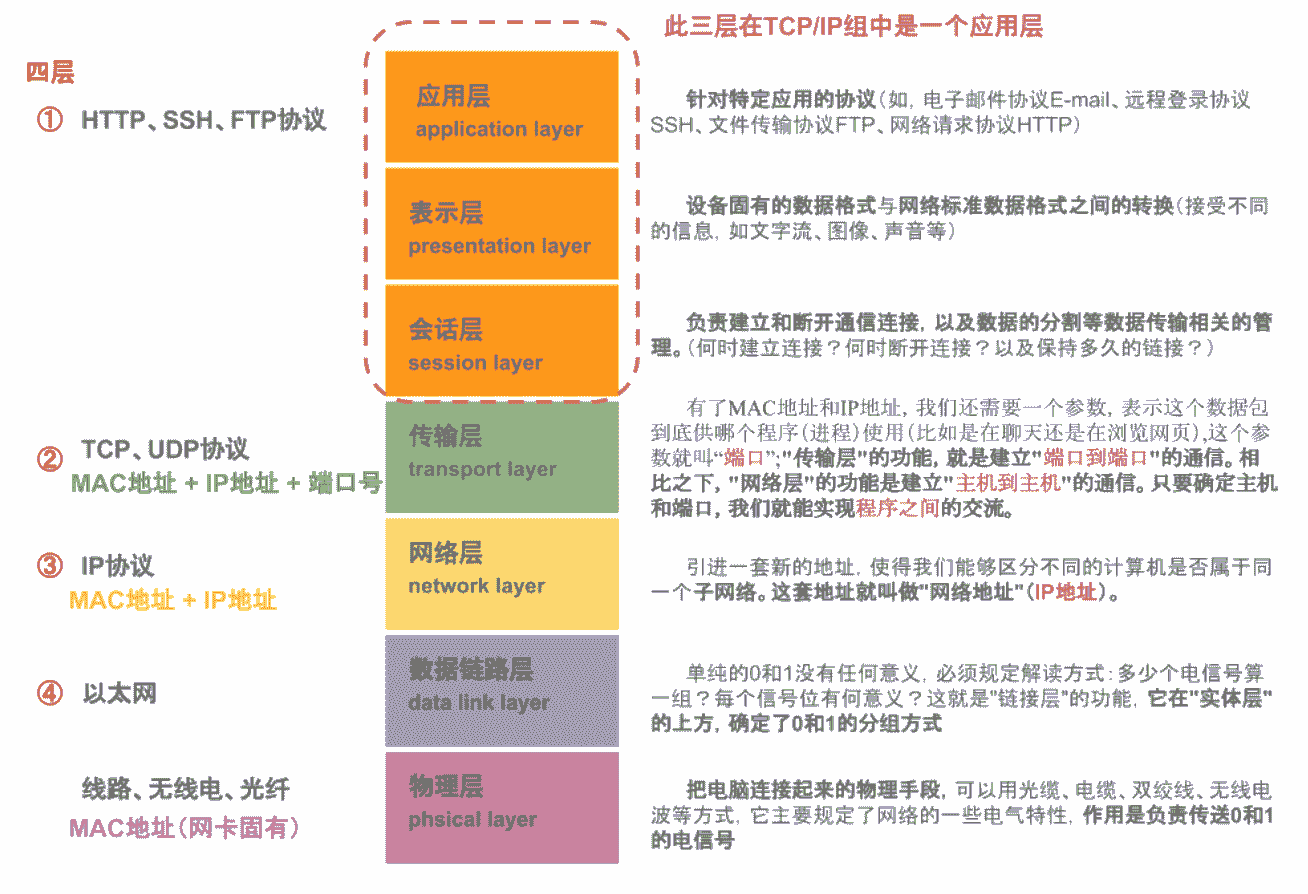 此三层在TCP/IP组中是一个应用层
四层
① HTTP、SSH、FTP协议
应用层
application layer
针对特定应用的协议(如, 电子邮件协议E-mail、远程登录协议
SSH、文件传输协议FTP、网络请求协议HTTP)
表示层
presentation layer
设备固有的数据格式与网络标准数据格式之间的转换(接受不同
的信息, 如文字流、图像、声音等)
会话层
session layer
负责建立和断开通信连接, 以及数据的分割等数据传输相关的管
理。(何时建立连接？何时断开连接？以及保持多久的链接？)
② TCP、UDP协议
MAC地址 + IP地址 + 端口号
传输层
transport layer
有了MAC地址和IP地址, 我们还需要一个参数, 表示这个数据包
到底供哪个程序(进程)使用(比如是在聊天还是在浏览网页),这个参
数就叫“端口”;"传输层"的功能, 就是建立"端口到端口"的通信。相
比之下, "网络层"的功能是建立"主机到主机"的通信。只要确定主机
和端口, 我们就能实现程序之间的交流。
③ IP协议
MAC地址 + IP地址
网络层
network layer
引进一套新的地址, 使得我们能够区分不同的计算机是否属于同
一个子网络。这套地址就叫做"网络地址"(IP地址)。
④ 以太网
数据链路层
data link layer
单纯的0和1没有任何意义, 必须规定解读方式：多少个电信号算
一组？每个信号位有何意义？这就是"链接层"的功能, 它在"实体层"
的上方, 确定了0和1的分组方式
线路、无线电、光纤
MAC地址(网卡固有)
物理层
phsical layer
把电脑连接起来的物理手段, 可以用光缆、电缆、双绞线、无线电
波等方式, 它主要规定了网络的一些电气特性, 作用是负责传送0和1
的电信号